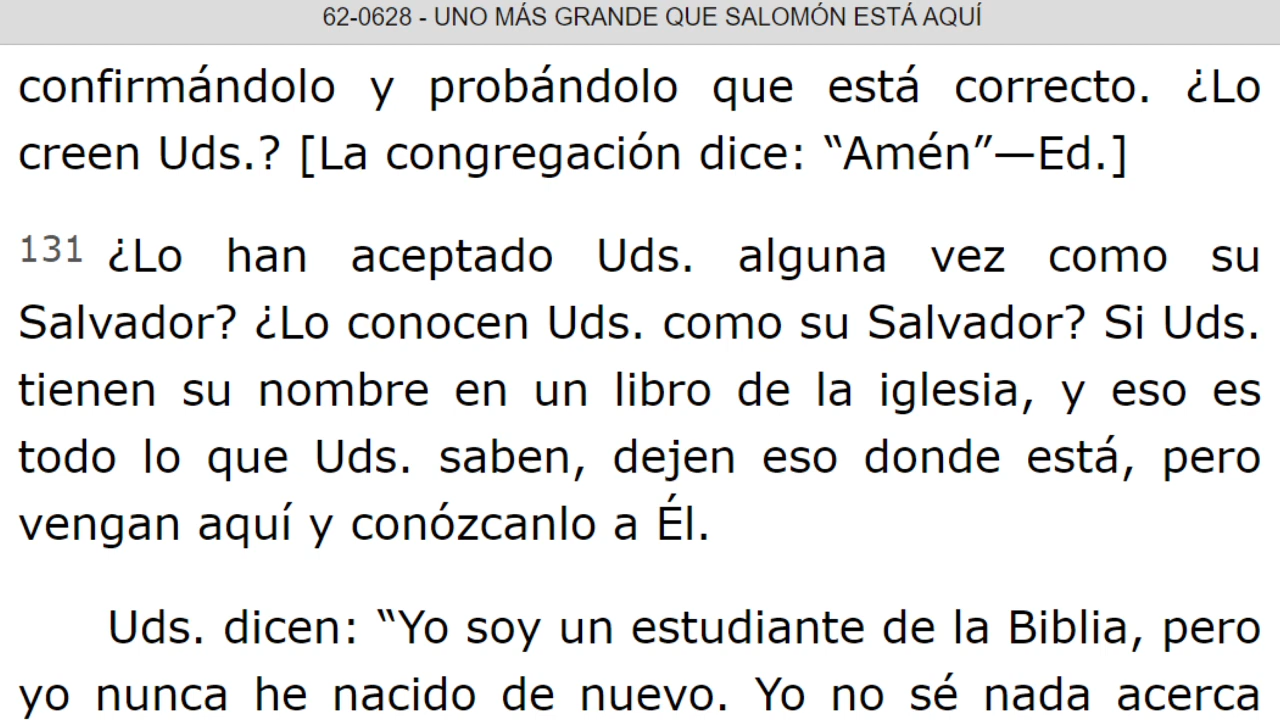 62-0628 - UNO MÁS GRANDE QUE SALOMÓN ESTÁ AQUÍ
confirmándolo y probándolo que está correcto. ¿Lo
creen Uds.? [La congregación dice: “Amén”—Ed.]
131 ¿Lo han aceptado Uds. alguna vez como su
Salvador? ¿Lo conocen Uds. como su Salvador? Si Uds.
tienen su nombre en un libro de la iglesia, y eso es
todo lo que Uds. saben, dejen eso donde está, pero
vengan aquí y conózcanlo a Él.
Uds. dicen: “Yo soy un estudiante de la Biblia, pero
yo nunca he nacido de nuevo. Yo no sé nada acerca